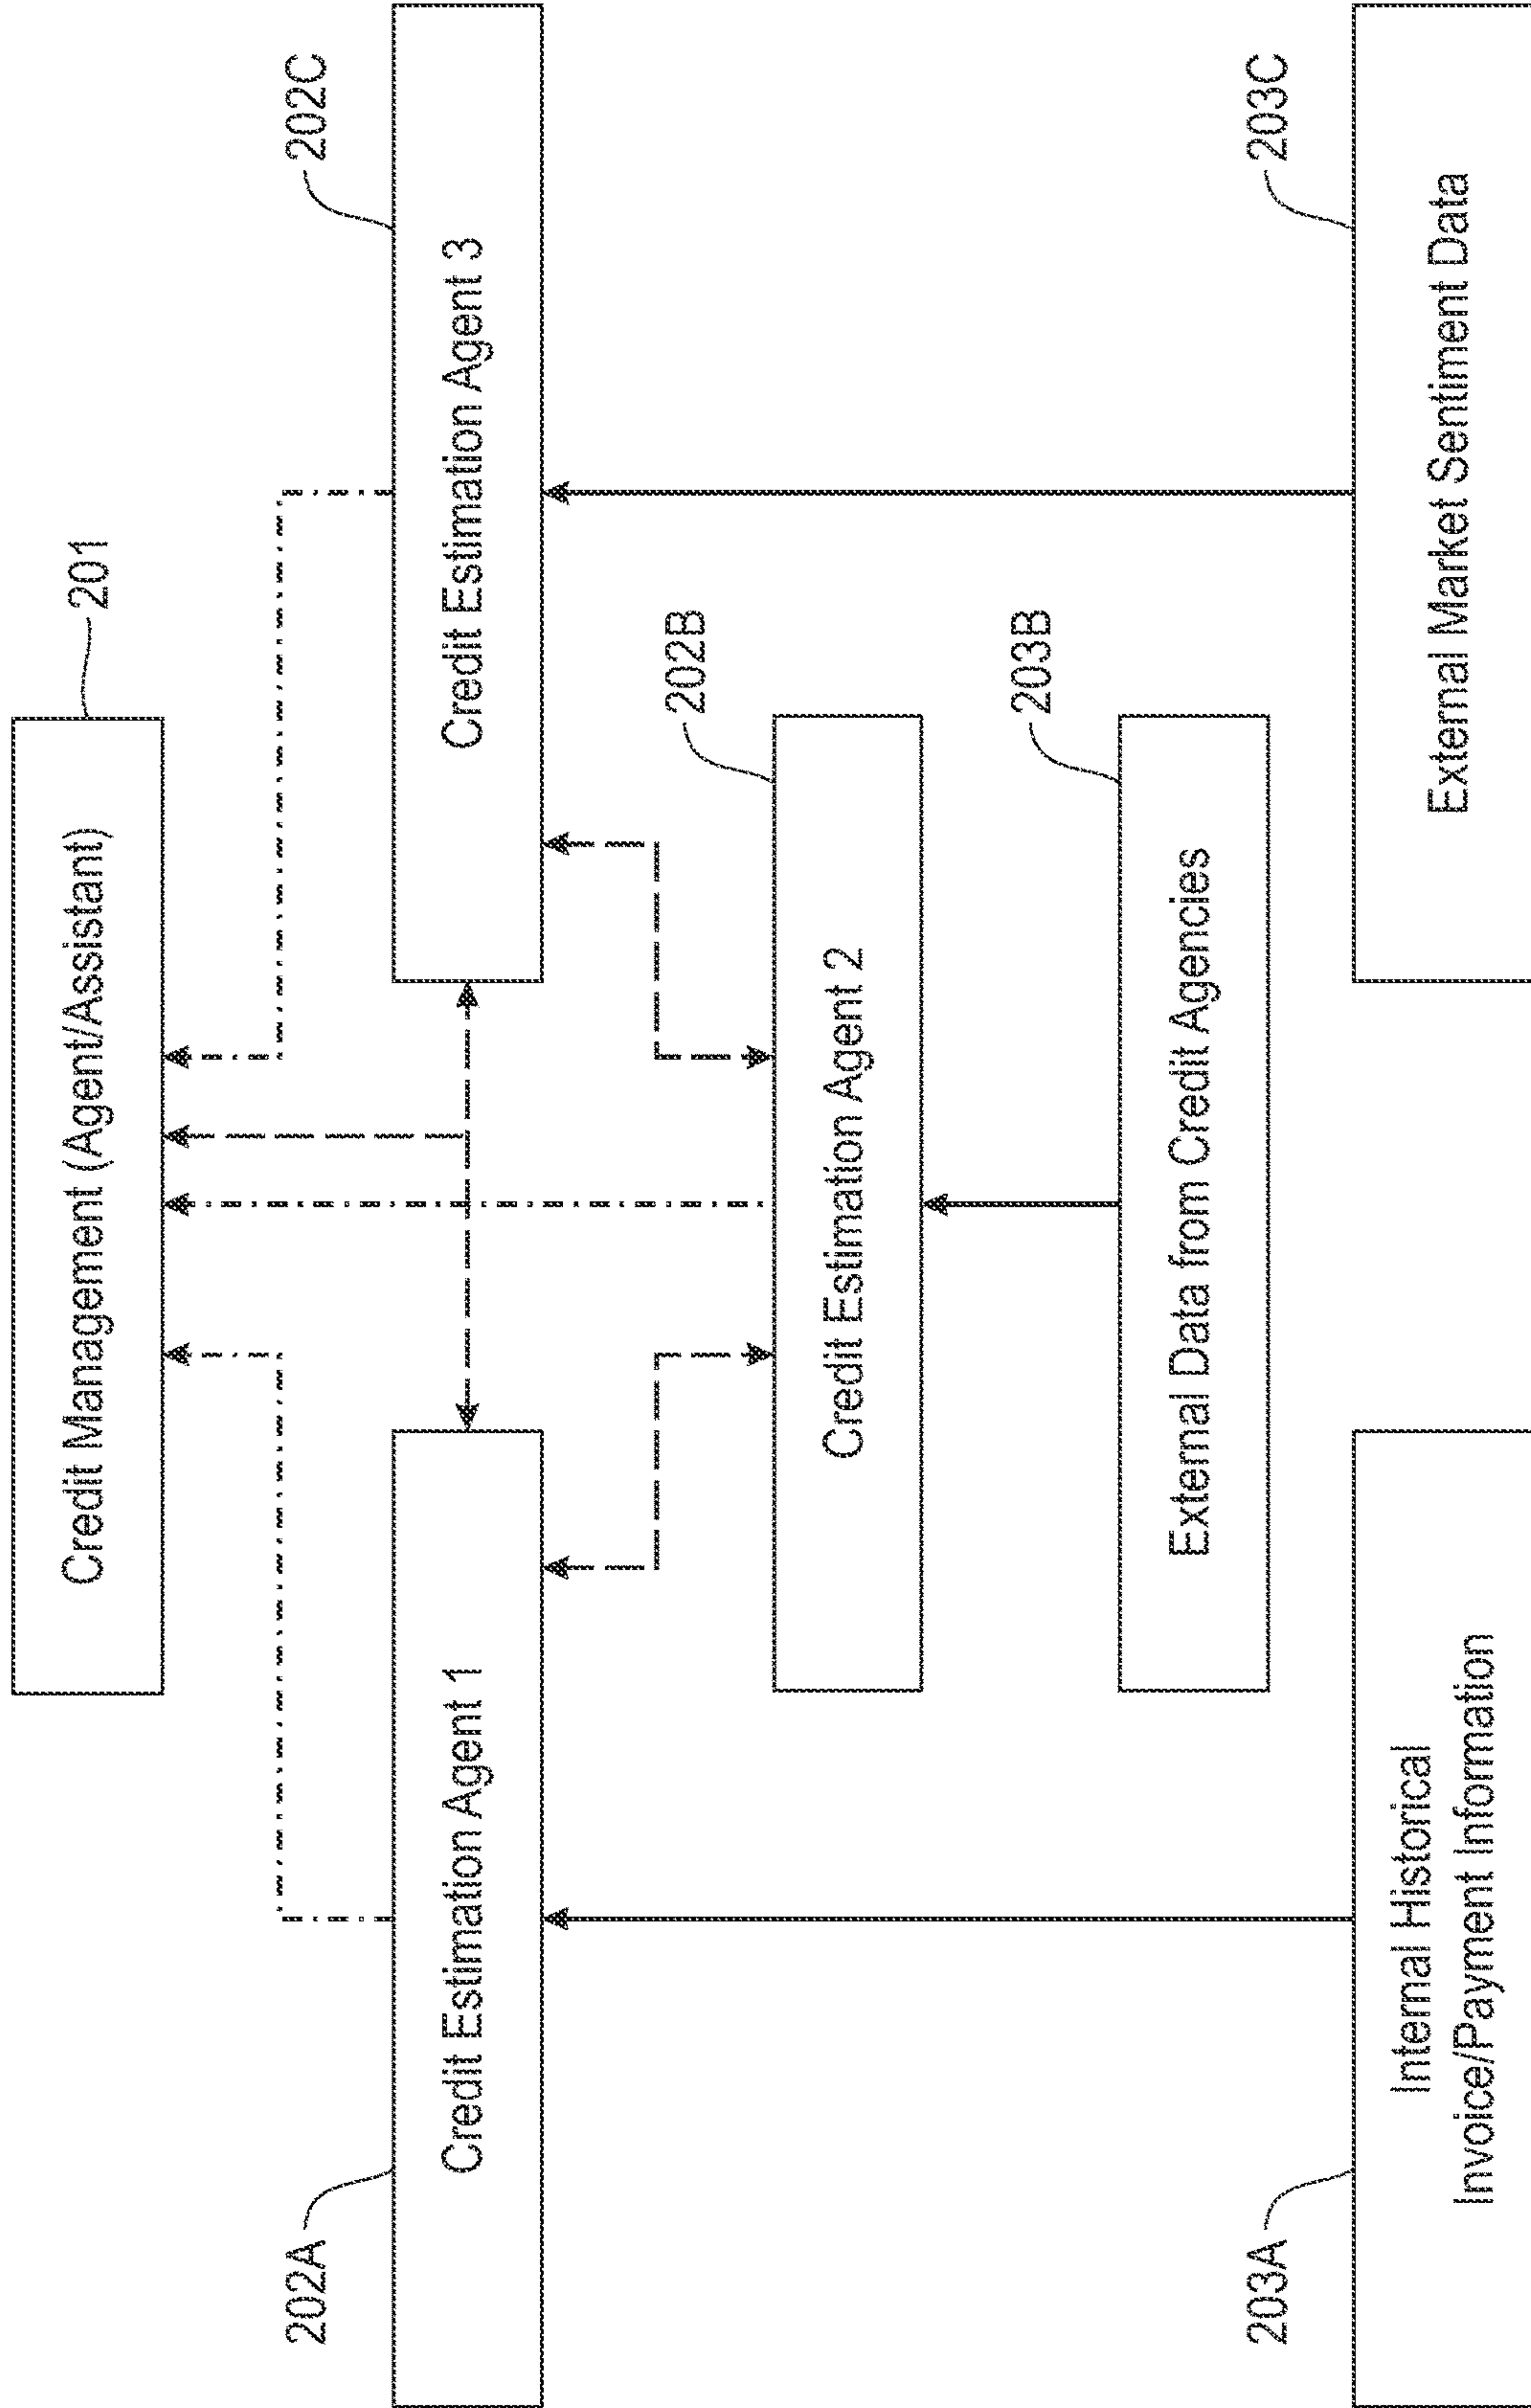 Credit Management (Agent/Assistant)
201
202A
Credit Estimation Agent 1
202C
Credit Estimation Agent 3
202B
Credit Estimation Agent 2
203B
External Data from Credit Agencies
203A
Internal Historical
Invoice/Payment Information
203C
External Market Sentiment Data